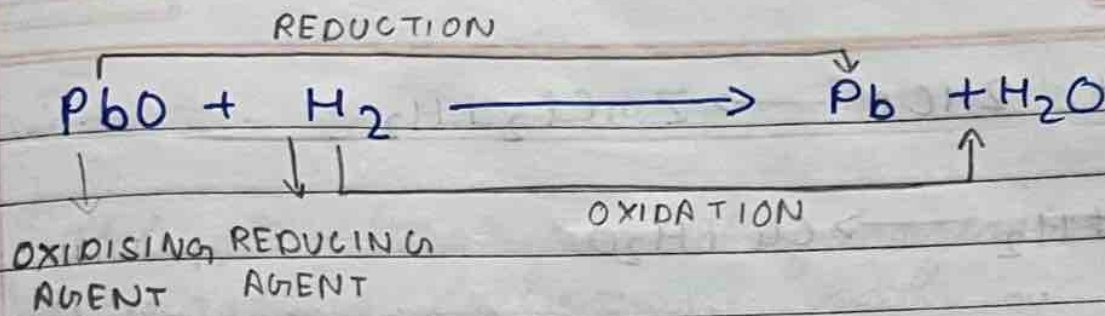 REDUCTION
PbO + H₂ ⟶ Pb + H₂O
OXIDATION
OXIDISING REDUCING
AGENT AGENT